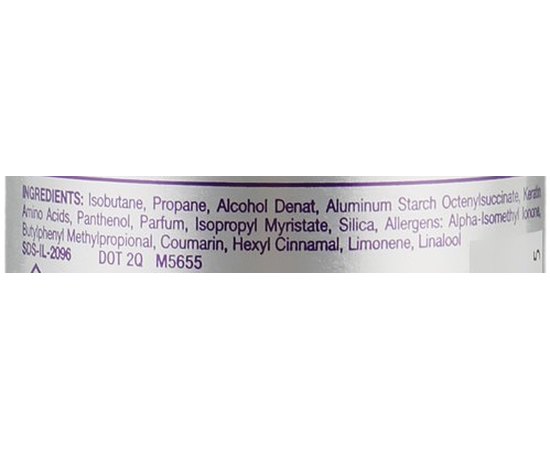 INGREDIENTS: Isobutane, Propane, Alcohol Denat, Aluminum Starch Octenylsuccinate, Keratin
Amino Acids, Panthenol, Parfum, Isopropyl Myristate, Silica, Allergens: Alpha-Isomethyl Ionone,
Butylphenyl Methylpropional, Coumarin, Hexyl Cinnamal, Limonene, Linalool
SDS-IL-2096 DOT 2Q M5655
5